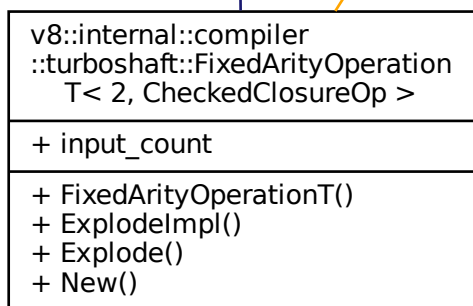 v8::internal::compiler
::turboshaft::FixedArityOperation
T< 2, CheckedClosureOp >
+ input_count
+ FixedArityOperationT()
+ ExplodeImpl()
+ Explode()
+ New()